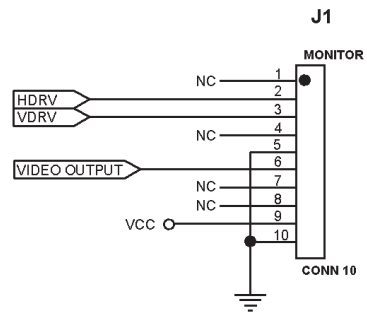 J1
MONITOR
NC 1
HDRV 2
VDRV 3
NC 4
5
VIDEO OUTPUT 6
NC 7
NC 8
VCC 9
10
CONN 10